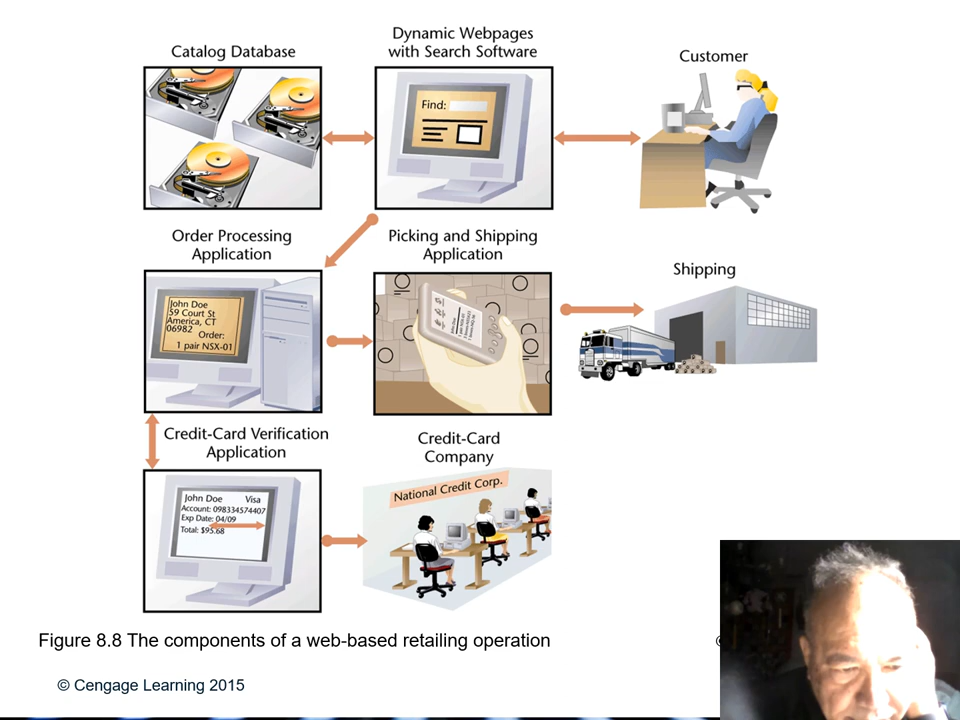 Dynamic Webpages
with Search Software
Catalog Database
Customer
Find:
Order Processing
Application
Picking and Shipping
Application
Shipping
John Doe
59 Court St
America, CT
06982
Order:
1 pair NSX-01
Credit-Card Verification
Application
Credit-Card
Company
John Doe Visa
Account: 098334574407
Exp Date: 04/09
Total: $95.68
National Credit Corp.
Figure 8.8 The components of a web-based retailing operation
©
© Cengage Learning 2015